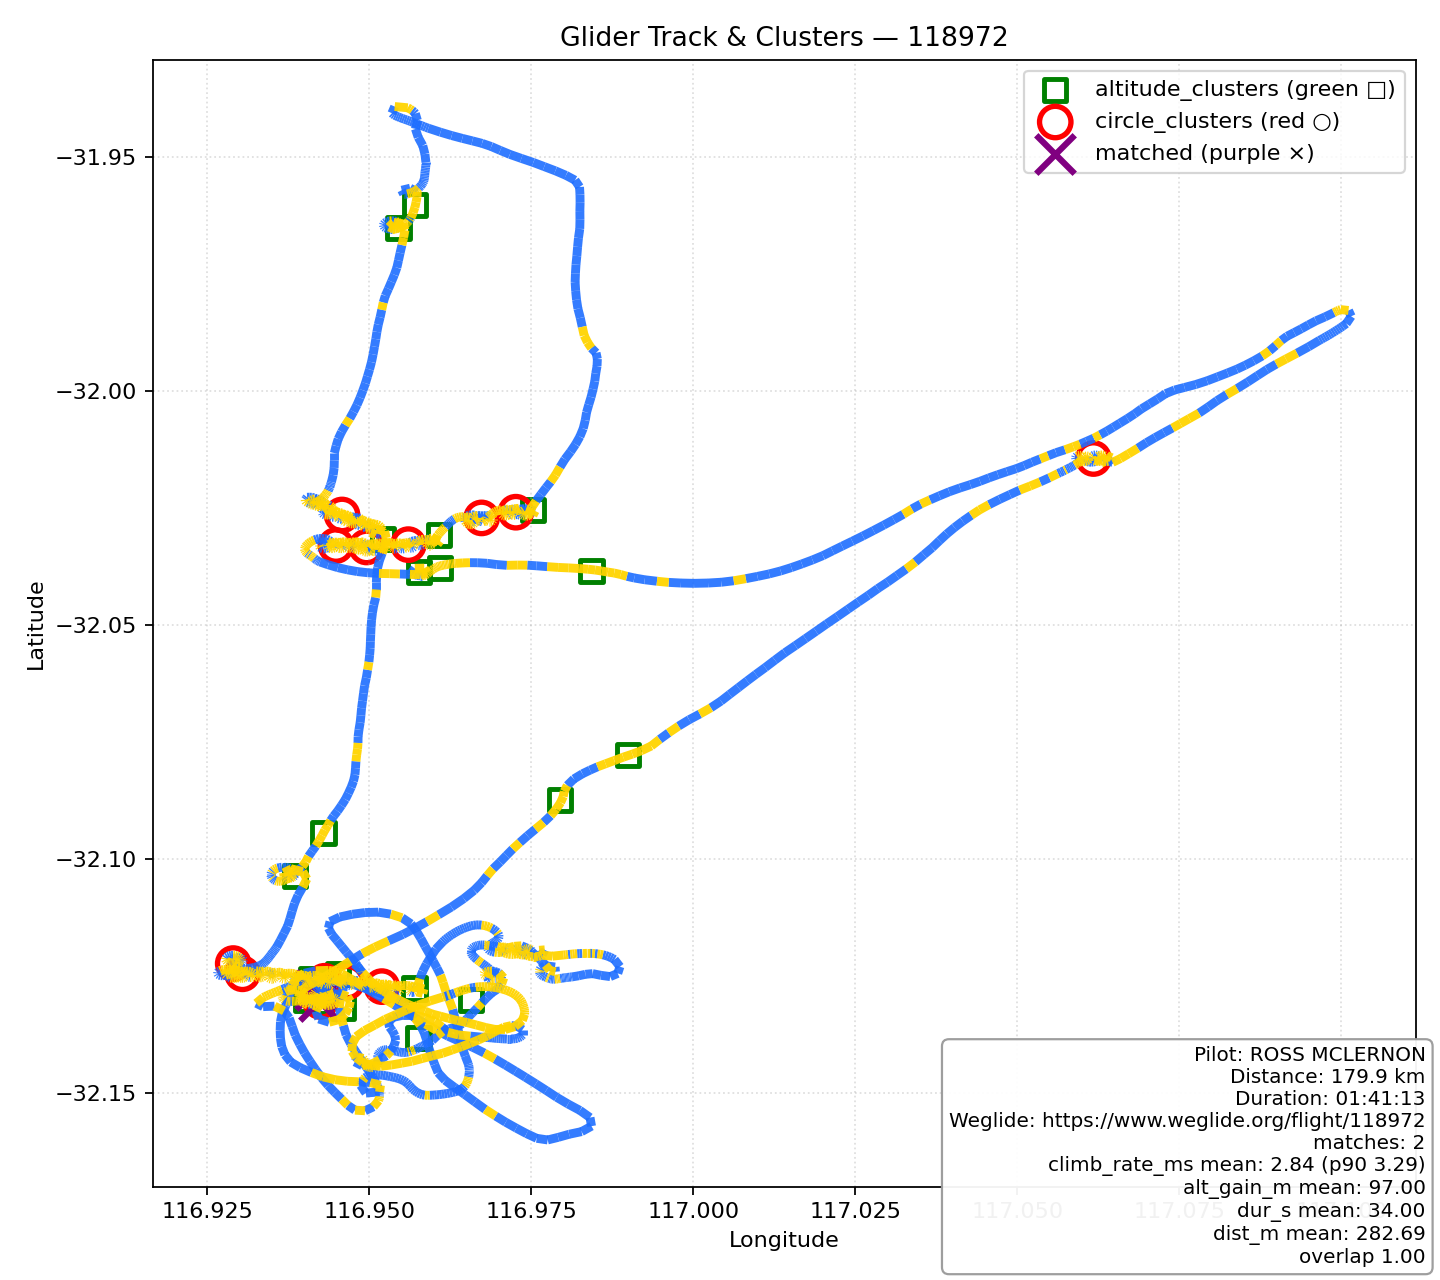 Glider Track & Clusters — 118972
altitude_clusters (green □)
circle_clusters (red ○)
matched (purple ×)
−31.95
−32.00
−32.05
−32.10
−32.15
Latitude
116.925
116.950
116.975
117.000
117.025
117.050
117.075
Longitude
Pilot: ROSS MCLERNON
Distance: 179.9 km
Duration: 01:41:13
Weglide: https://www.weglide.org/flight/118972
matches: 2
climb_rate_ms mean: 2.84 (p90 3.29)
alt_gain_m mean: 97.00
dur_s mean: 34.00
dist_m mean: 282.69
overlap 1.00